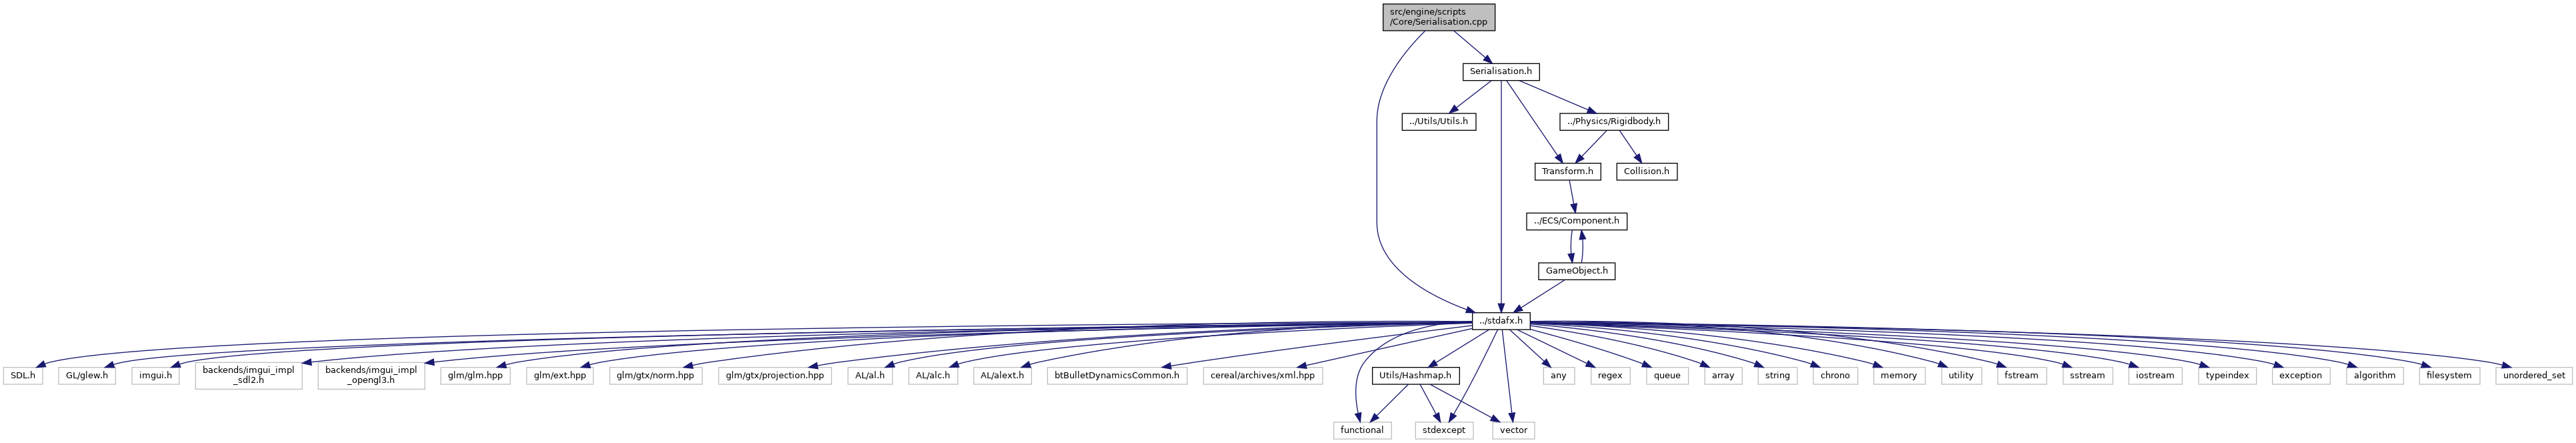 src/engine/scripts
/Core/Serialisation.cpp
Serialisation.h
../Utils/Utils.h
../Physics/Rigidbody.h
Transform.h
Collision.h
../ECS/Component.h
GameObject.h
../stdafx.h
SDL.h
GL/glew.h
imgui.h
backends/imgui_impl
_sdl2.h
backends/imgui_impl
_opengl3.h
glm/glm.hpp
glm/ext.hpp
glm/gtx/norm.hpp
glm/gtx/projection.hpp
AL/al.h
AL/alc.h
AL/alext.h
btBulletDynamicsCommon.h
cereal/archives/xml.hpp
Utils/Hashmap.h
any
regex
queue
array
string
chrono
memory
utility
fstream
sstream
iostream
typeindex
exception
algorithm
filesystem
unordered_set
functional
stdexcept
vector